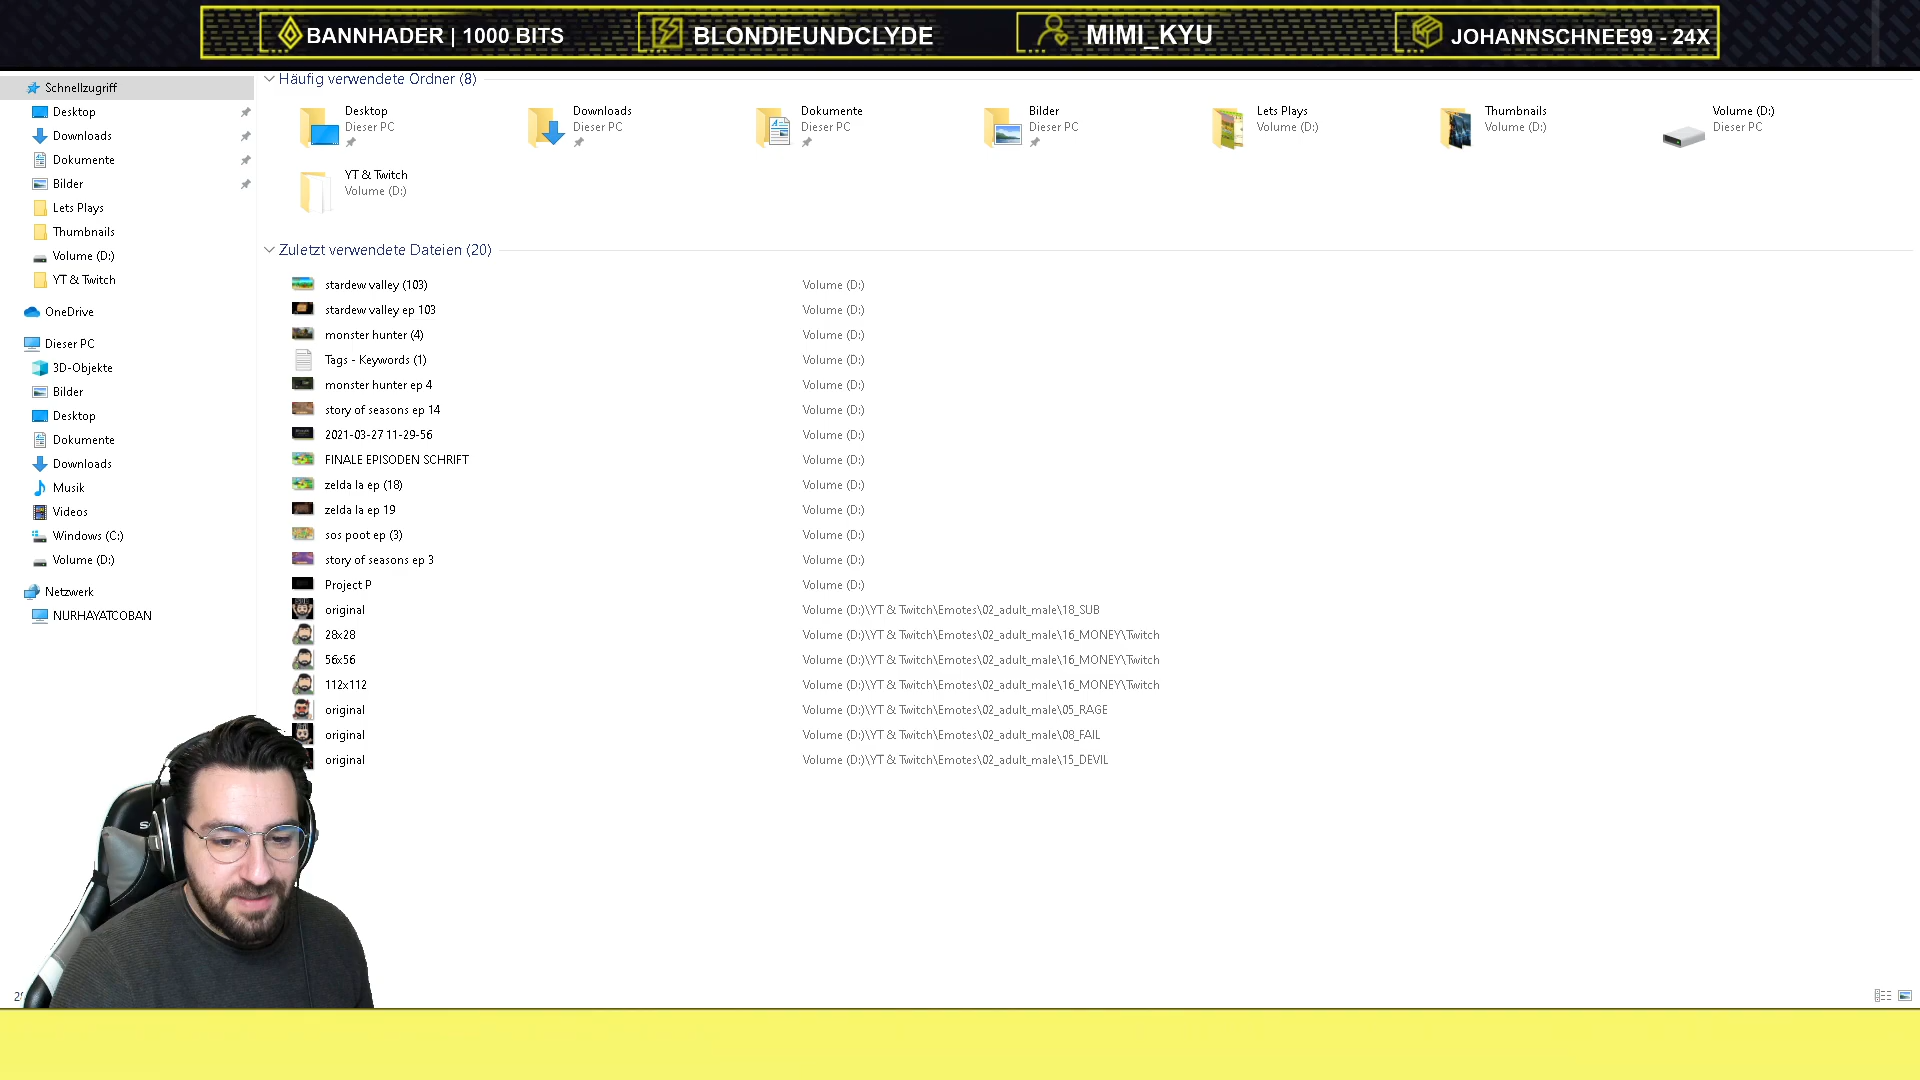 BANNHADER | 1000 BITS
BLONDIEUNDCLYDE
MIMI_KYU
JOHANNSCHNEE99 - 24X
Schnellzugriff
Desktop
Downloads
Dokumente
Bilder
Lets Plays
Thumbnails
Volume (D:)
YT & Twitch
OneDrive
Dieser PC
3D-Objekte
Bilder
Desktop
Dokumente
Downloads
Musik
Videos
Windows (C:)
Volume (D:)
Netzwerk
NURHAYATCOBAN
Häufig verwendete Ordner (8)
Desktop
Dieser PC
Downloads
Dieser PC
Dokumente
Dieser PC
Bilder
Dieser PC
Lets Plays
Volume (D:)
Thumbnails
Volume (D:)
Volume (D:)
Dieser PC
YT & Twitch
Volume (D:)
Zuletzt verwendete Dateien (20)
stardew valley (103) Volume (D:)
stardew valley ep 103 Volume (D:)
monster hunter (4) Volume (D:)
Tags - Keywords (1) Volume (D:)
monster hunter ep 4 Volume (D:)
story of seasons ep 14 Volume (D:)
2021-03-27 11-29-56 Volume (D:)
FINALE EPISODEN SCHRIFT Volume (D:)
zelda la ep (18) Volume (D:)
zelda la ep 19 Volume (D:)
sos poot ep (3) Volume (D:)
story of seasons ep 3 Volume (D:)
Project P Volume (D:)
original Volume (D:)\YT & Twitch\Emotes\02_adult_male\18_SUB
28x28 Volume (D:)\YT & Twitch\Emotes\02_adult_male\16_MONEY\Twitch
56x56 Volume (D:)\YT & Twitch\Emotes\02_adult_male\16_MONEY\Twitch
112x112 Volume (D:)\YT & Twitch\Emotes\02_adult_male\16_MONEY\Twitch
original Volume (D:)\YT & Twitch\Emotes\02_adult_male\05_RAGE
original Volume (D:)\YT & Twitch\Emotes\02_adult_male\08_FAIL
original Volume (D:)\YT & Twitch\Emotes\02_adult_male\15_DEVIL